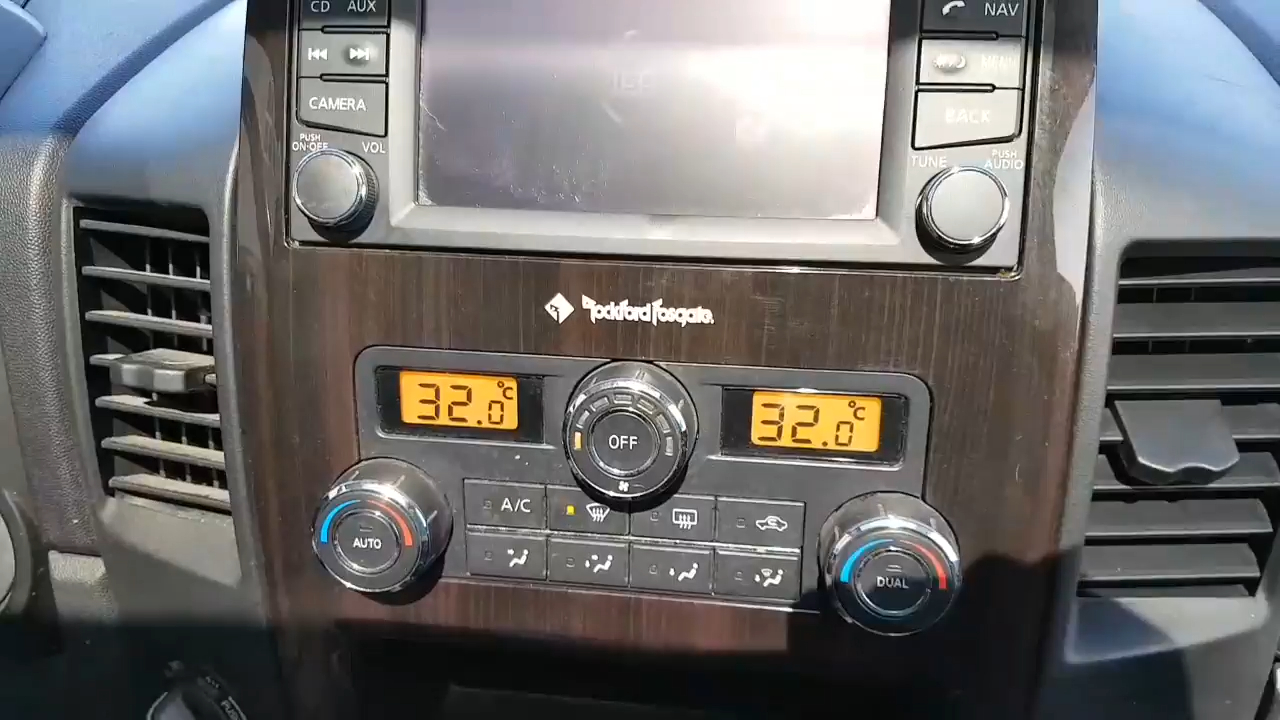 CD AUX
NAV
CAMERA
BACK
PUSH
ON·OFF VOL
TUNE PUSH
AUDIO
Rockford Fosgate
32.0°C
32.0°C
OFF
A/C
AUTO
DUAL
PUSH